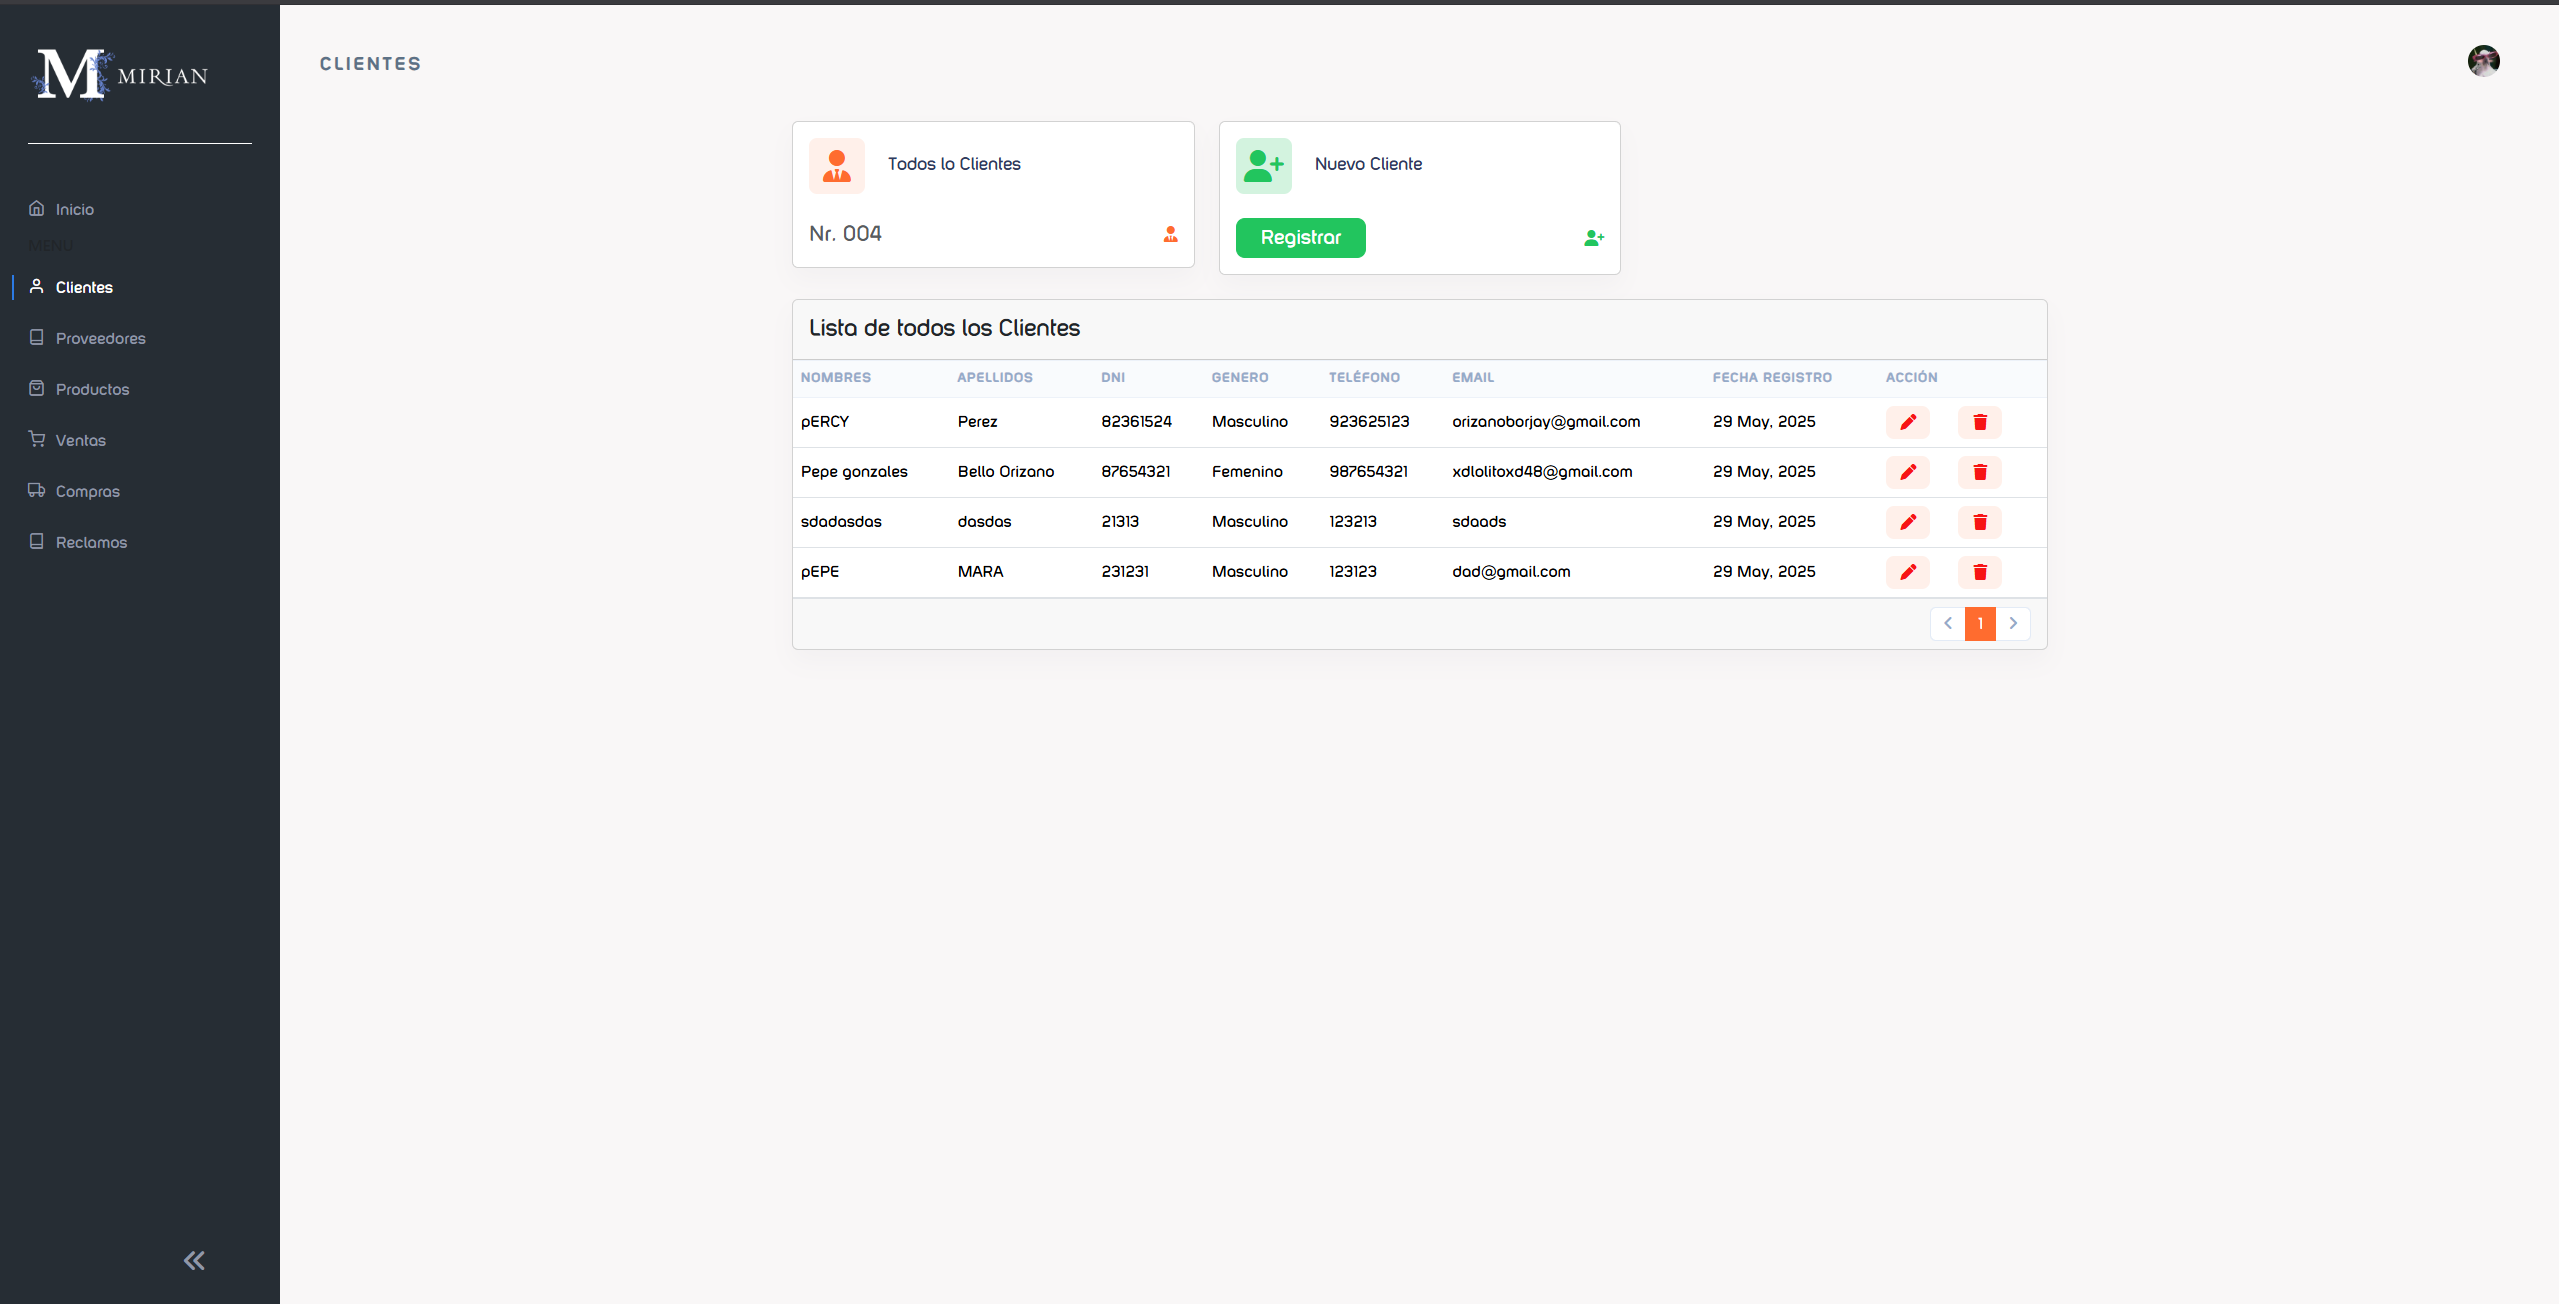 M MIRIAN
CLIENTES
Inicio
MENU
Clientes
Proveedores
Productos
Ventas
Compras
Reclamos
Todos lo Clientes
Nr. 004
Nuevo Cliente
Registrar
Lista de todos los Clientes
NOMBRES APELLIDOS DNI GENERO TELÉFONO EMAIL FECHA REGISTRO ACCIÓN
pERCY Perez 82361524 Masculino 923625123 orizanoborjay@gmail.com 29 May, 2025
Pepe gonzales Bello Orizano 87654321 Femenino 987654321 xdlolitoxd48@gmail.com 29 May, 2025
sdadasdas dasdas 21313 Masculino 123213 sdaads 29 May, 2025
pEPE MARA 231231 Masculino 123123 dad@gmail.com 29 May, 2025
1